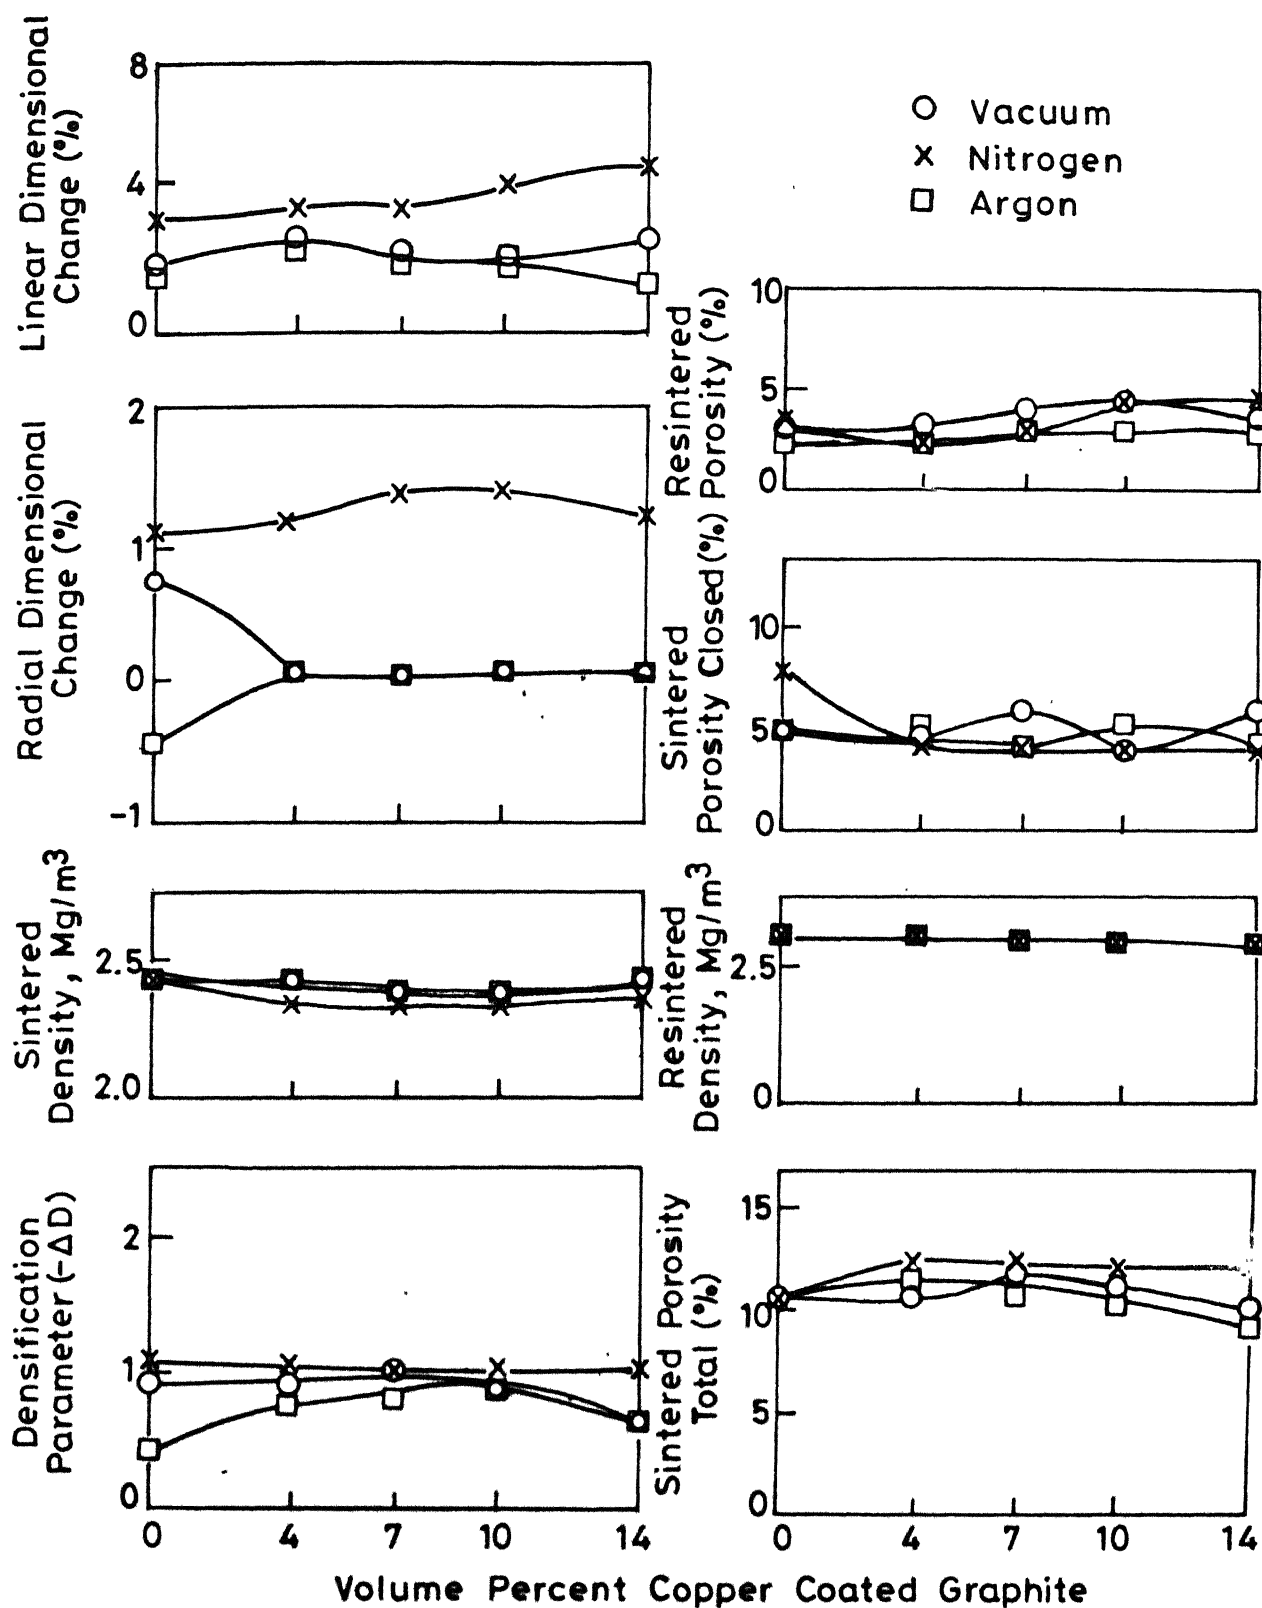 Vacuum
Nitrogen
Argon
Linear Dimensional
Change (%)
8
4
0
Radial Dimensional
Change (%)
2
1
0
-1
Sintered
Density, Mg/m³
2.5
2.0
Densification
Parameter (-ΔD)
2
1
0
0 4 7 10 14
Resintered
Porosity (%)
10
5
0
Sintered
Porosity Closed (%)
10
5
0
Resintered
Density, Mg/m³
2.5
0
Sintered Porosity
Total (%)
15
10
5
0
0 4 7 10 14
Volume Percent Copper Coated Graphite